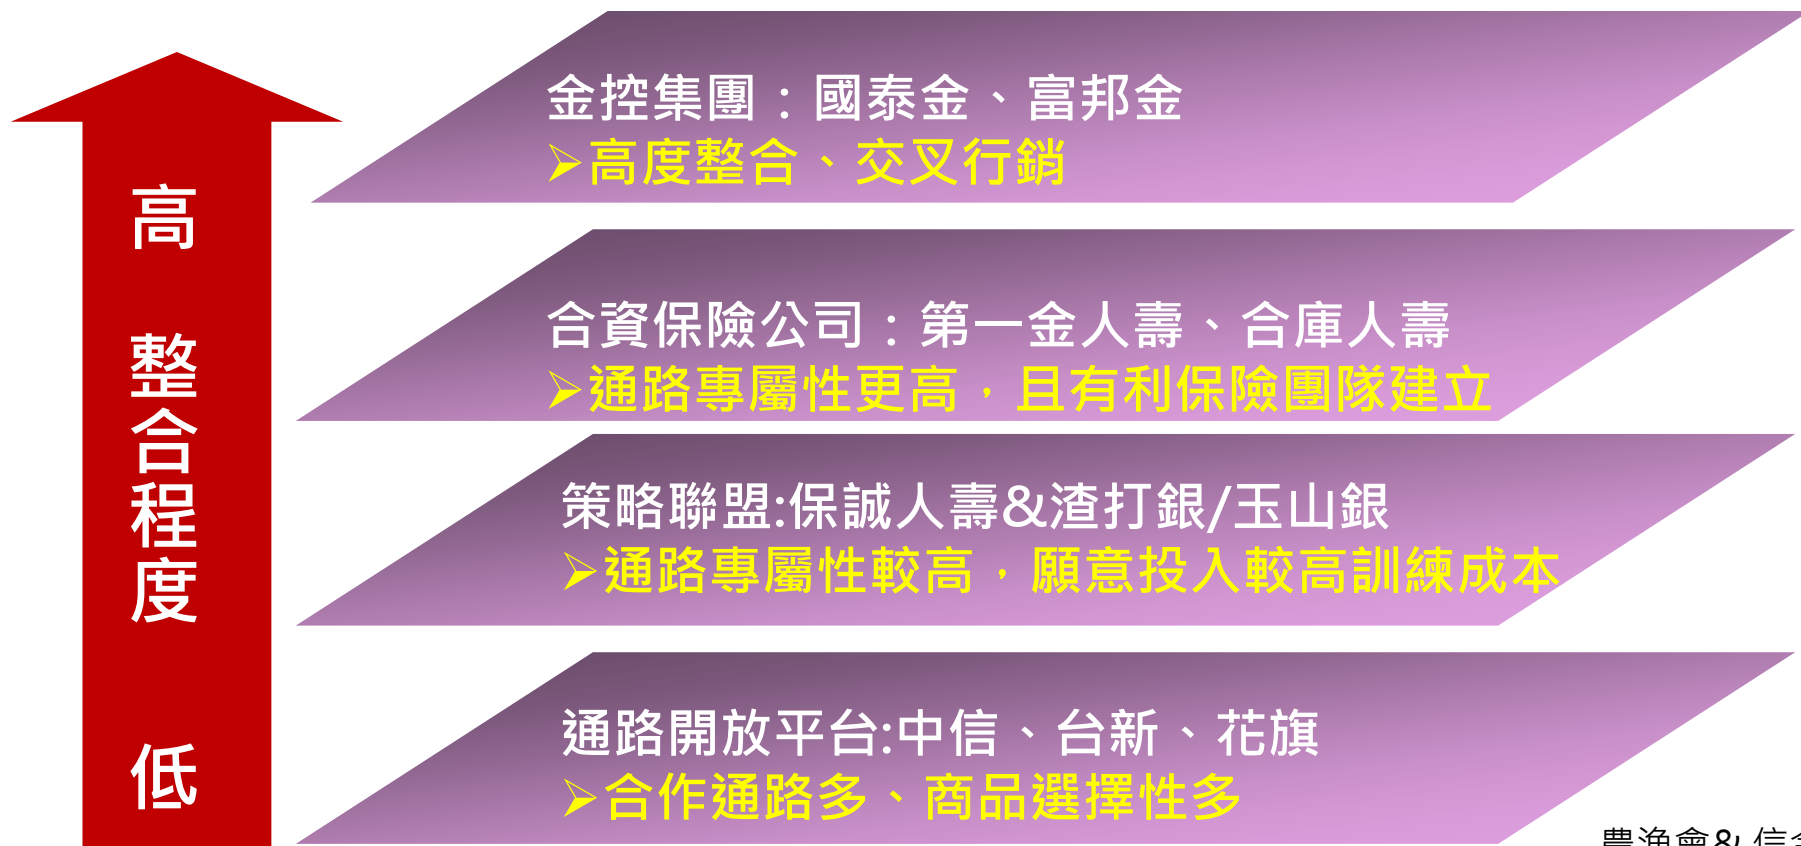 高
整合程度
低
金控集團：國泰金、富邦金
➢高度整合、交叉行銷
合資保險公司：第一金人壽、合庫人壽
➢通路專屬性更高，且有利保險團隊建立
策略聯盟:保誠人壽&渣打銀/玉山銀
➢通路專屬性較高，願意投入較高訓練成本
通路開放平台:中信、台新、花旗
➢合作通路多、商品選擇性多
農漁會& 信